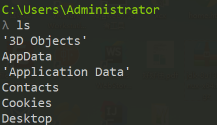 C:\Users\Administrator
λ ls
'3D Objects'
AppData
'Application Data'
Contacts
Cookies
Desktop